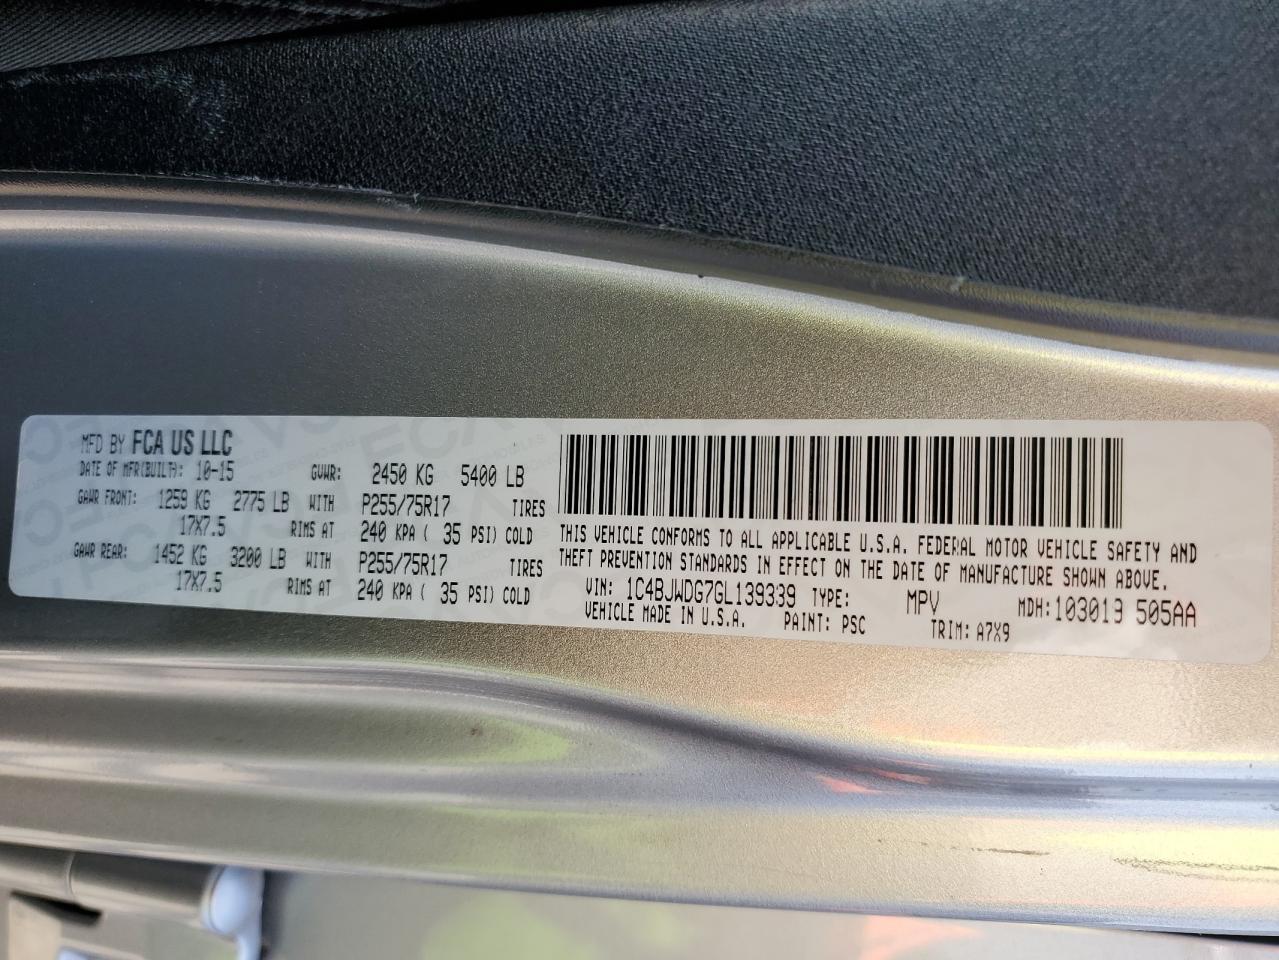 MFD BY FCA US LLC
DATE OF MFR(BUILT): 10-15 GVWR: 2450 KG 5400 LB
GAWR FRONT: 1259 KG 2775 LB WITH P255/75R17 TIRES
17X7.5 RIMS AT 240 KPA ( 35 PSI) COLD
GAWR REAR: 1452 KG 3200 LB WITH P255/75R17 TIRES
17X7.5 RIMS AT 240 KPA ( 35 PSI) COLD
THIS VEHICLE CONFORMS TO ALL APPLICABLE U.S.A. FEDERAL MOTOR VEHICLE SAFETY AND
THEFT PREVENTION STANDARDS IN EFFECT ON THE DATE OF MANUFACTURE SHOWN ABOVE.
VIN: 1C4BJWDG7GL139339 TYPE: MPV MDH: 103013 505AA
VEHICLE MADE IN U.S.A. PAINT: PSC TRIM: A7X9